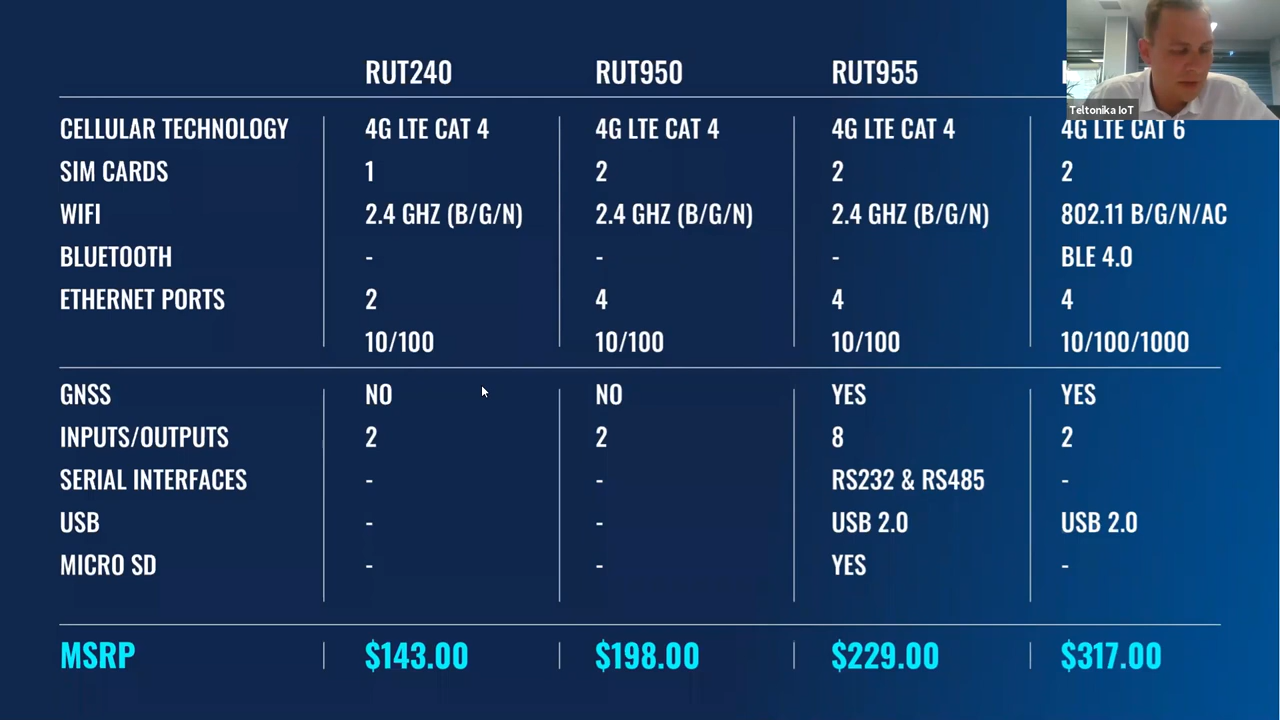 RUT240 RUT950 RUT955
Teltonika IoT
CELLULAR TECHNOLOGY 4G LTE CAT 4 4G LTE CAT 4 4G LTE CAT 4 4G LTE CAT 6
SIM CARDS 1 2 2 2
WIFI 2.4 GHZ (B/G/N) 2.4 GHZ (B/G/N) 2.4 GHZ (B/G/N) 802.11 B/G/N/AC
BLUETOOTH - - - BLE 4.0
ETHERNET PORTS 2 4 4 4
10/100 10/100 10/100 10/100/1000
GNSS NO NO YES YES
INPUTS/OUTPUTS 2 2 8 2
SERIAL INTERFACES - - RS232 & RS485 -
USB - - USB 2.0 USB 2.0
MICRO SD - - YES -
MSRP $143.00 $198.00 $229.00 $317.00